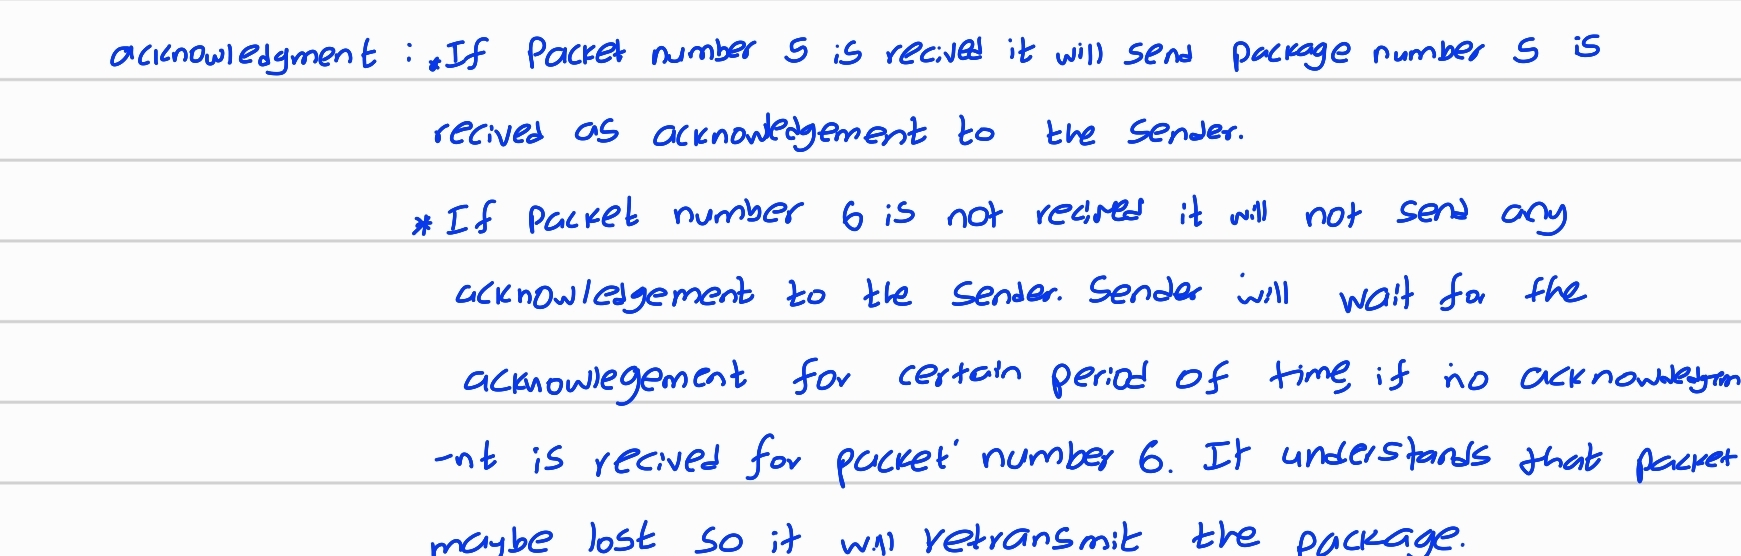 acknowledgment : *If Packet number 5 is recived it will send package number 5 is
recived as acknowledgement to the sender.
* If Packet number 6 is not recived it will not send any
acknowledgement to the sender. Sender will wait for the
acknowlegement for certain period of time, if no acknowledgm
-nt is recived for packet number 6. It understands that packet
maybe lost so it will retransmit the package.